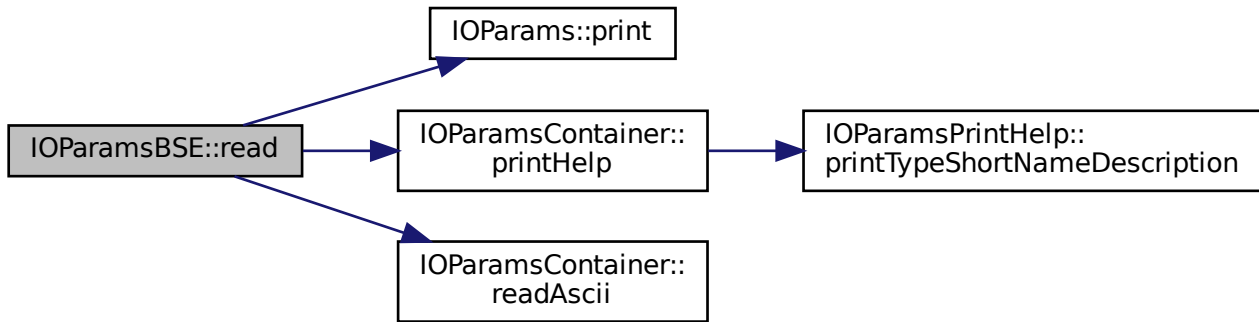 IOParams::print
IOParamsBSE::read
IOParamsContainer::
printHelp
IOParamsPrintHelp::
printTypeShortNameDescription
IOParamsContainer::
readAscii